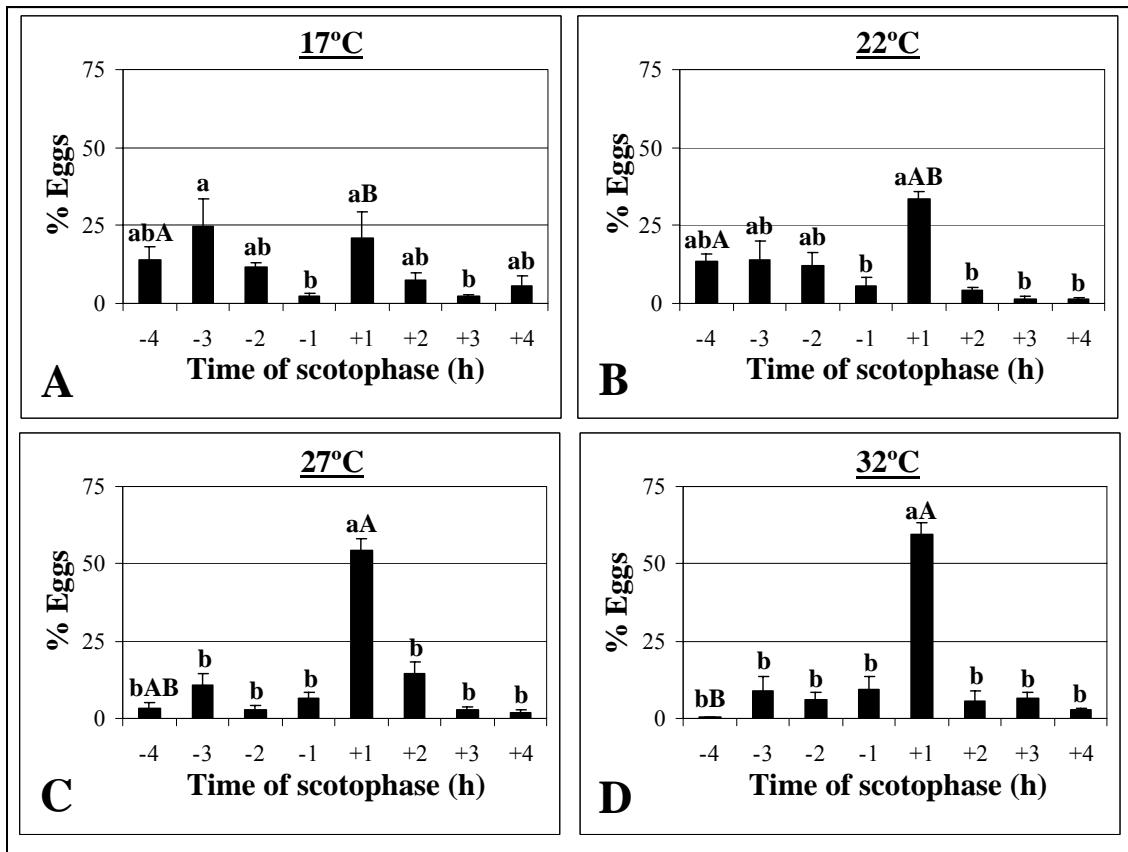 17ºC
75
50
25
0
% Eggs
abA a ab b aB ab b ab
-4 -3 -2 -1 +1 +2 +3 +4
Time of scotophase (h)
A
22ºC
75
50
25
0
% Eggs
abA ab ab b aAB b b b
-4 -3 -2 -1 +1 +2 +3 +4
Time of scotophase (h)
B
27ºC
75
50
25
0
% Eggs
bAB b b b aA b b b
-4 -3 -2 -1 +1 +2 +3 +4
Time of scotophase (h)
C
32ºC
75
50
25
0
% Eggs
bB b b b aA b b b
-4 -3 -2 -1 +1 +2 +3 +4
Time of scotophase (h)
D